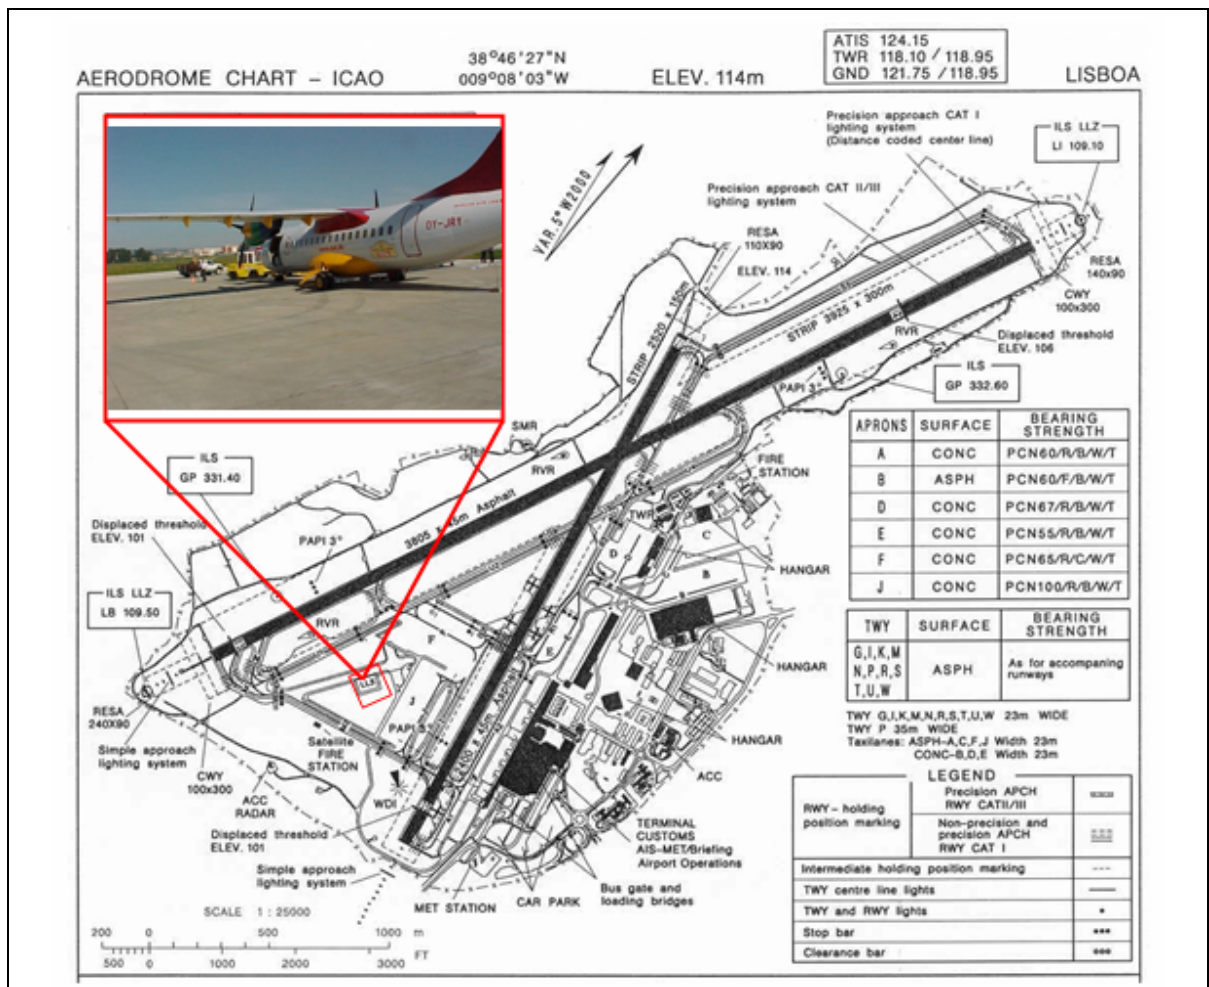 ATIS 124.15
TWR 118.10 / 118.95
GND 121.75 / 118.95
38°46'27"N
009°08'03"W
AERODROME CHART - ICAO
ELEV. 114m
LISBOA
Precision approach CAT I
lighting system
(Distance coded center line)
ILS LLZ
LI 109.10
Precision approach CAT II/III
lighting system
VAR. 5° W2000
OY-JRY
RESA
110X90
ELEV. 114
RESA
140x90
CWY
100x300
STRIP 2520 x 150m
STRIP 3925 x 300m
RVR
Displaced threshold
ELEV. 106
PAPI 3°
ILS
GP 332.60
SMR
RVR
FIRE
STATION
ILS
GP 331.40
3805 x 45m Asphalt
TWR
Displaced threshold
ELEV. 101
PAPI 3°
D
C
HANGAR
B
ILS LLZ
LB 109.50
RVR
F
E
HANGAR
LLZ
J
RESA
240X90
PAPI 3°
2400 x 45m Asphalt
Simple approach
lighting system
Satellite
FIRE
STATION
HANGAR
CWY
100x300
ACC
RADAR
WDI
ACC
Displaced threshold
ELEV. 101
TERMINAL
CUSTOMS
AIS-MET/Briefing
Airport Operations
Simple approach
lighting system
MET STATION
CAR PARK
Bus gate and
loading bridges
SCALE 1 : 25000
200 0 500 1000 m
500 0 1000 2000 3000 FT
APRONS SURFACE BEARING STRENGTH
A CONC PCN60/R/B/W/T
B ASPH PCN60/F/B/W/T
D CONC PCN67/R/B/W/T
E CONC PCN55/R/B/W/T
F CONC PCN65/R/C/W/T
J CONC PCN100/R/B/W/T
TWY SURFACE BEARING STRENGTH
G,I,K,M
N,P,R,S
T,U,W
ASPH
As for accompaning
runways
TWY G,I,K,M,N,R,S,T,U,W 23m WIDE
TWY P 35m WIDE
Taxilanes: ASPH-A,C,F,J Width 23m
CONC-B,D,E Width 23m
LEGEND
RWY - holding
position marking
Precision APCH
RWY CATII/III
Non-precision and
precision APCH
RWY CAT I
Intermediate holding position marking
TWY centre line lights
TWY and RWY lights
Stop bar
Clearance bar